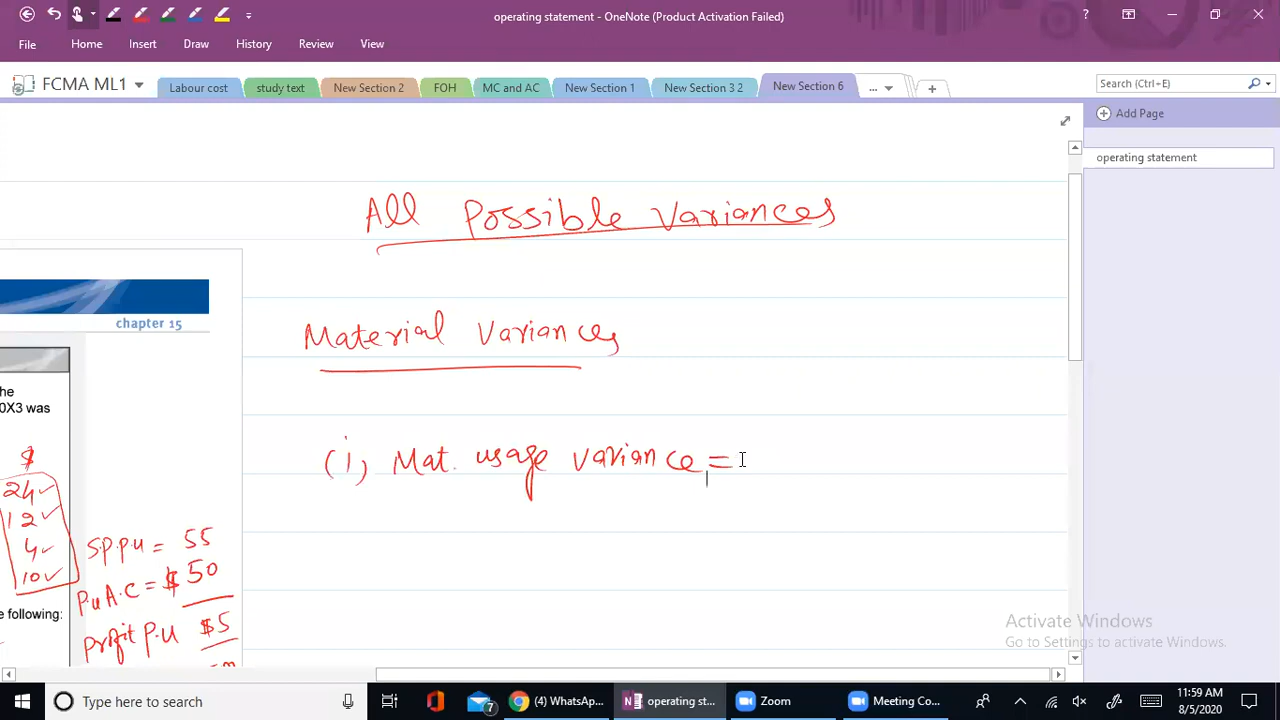 operating statement - OneNote (Product Activation Failed)
File Home Insert Draw History Review View
FCMA ML1 Labour cost study text New Section 2 FOH MC and AC New Section 1 New Section 3 2 New Section 6 ...
Search (Ctrl+E)
Add Page
operating statement
All Possible Variances
chapter 15
Material Variances
he
0X3 was
(i) Mat. usage variance =
$
24
12
4
10
S.P.P.U = 55
P.U A.C = $ 50
e following:
Profit P.U $5
Activate Windows
Go to Settings to activate Windows.
Type here to search
7
(4) WhatsApp...
operating st...
Zoom
Meeting Co...
11:59 AM
8/5/2020